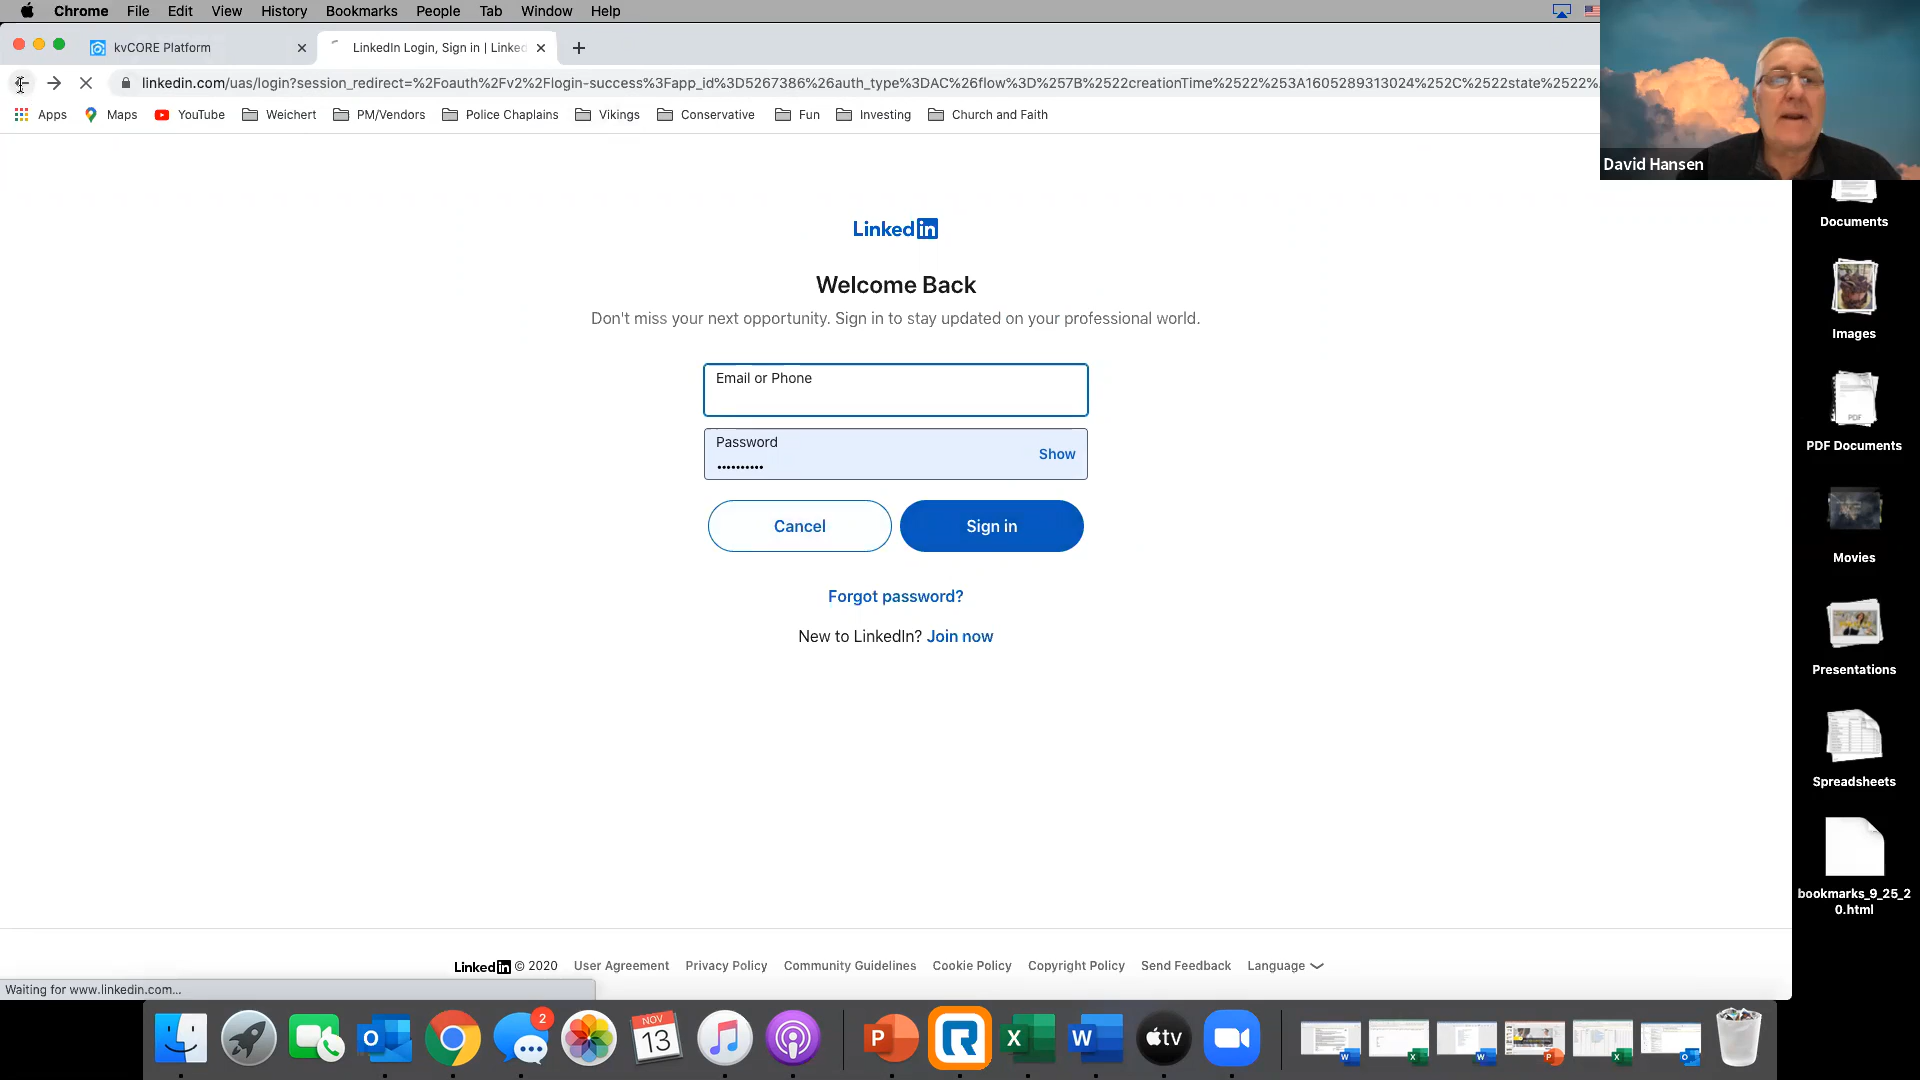 Chrome File Edit View History Bookmarks People Tab Window Help
kvCORE Platform
LinkedIn Login, Sign in | Linked
linkedin.com/uas/login?session_redirect=%2Foauth%2Fv2%2Flogin-success%3Fapp_id%3D5267386%26auth_type%3DAC%26flow%3D%257B%2522creationTime%2522%253A1605289313024%252C%2522state%2522%
Apps Maps YouTube Weichert PM/Vendors Police Chaplains Vikings Conservative Fun Investing Church and Faith
David Hansen
Documents
LinkedIn
Welcome Back
Don't miss your next opportunity. Sign in to stay updated on your professional world.
Images
Email or Phone
Password
••••••••••
Show
PDF
PDF Documents
Cancel
Sign in
Movies
Forgot password?
New to LinkedIn? Join now
Presentations
Spreadsheets
bookmarks_9_25_2
0.html
LinkedIn © 2020 User Agreement Privacy Policy Community Guidelines Cookie Policy Copyright Policy Send Feedback Language
Waiting for www.linkedin.com...
2
NOV
13
tv